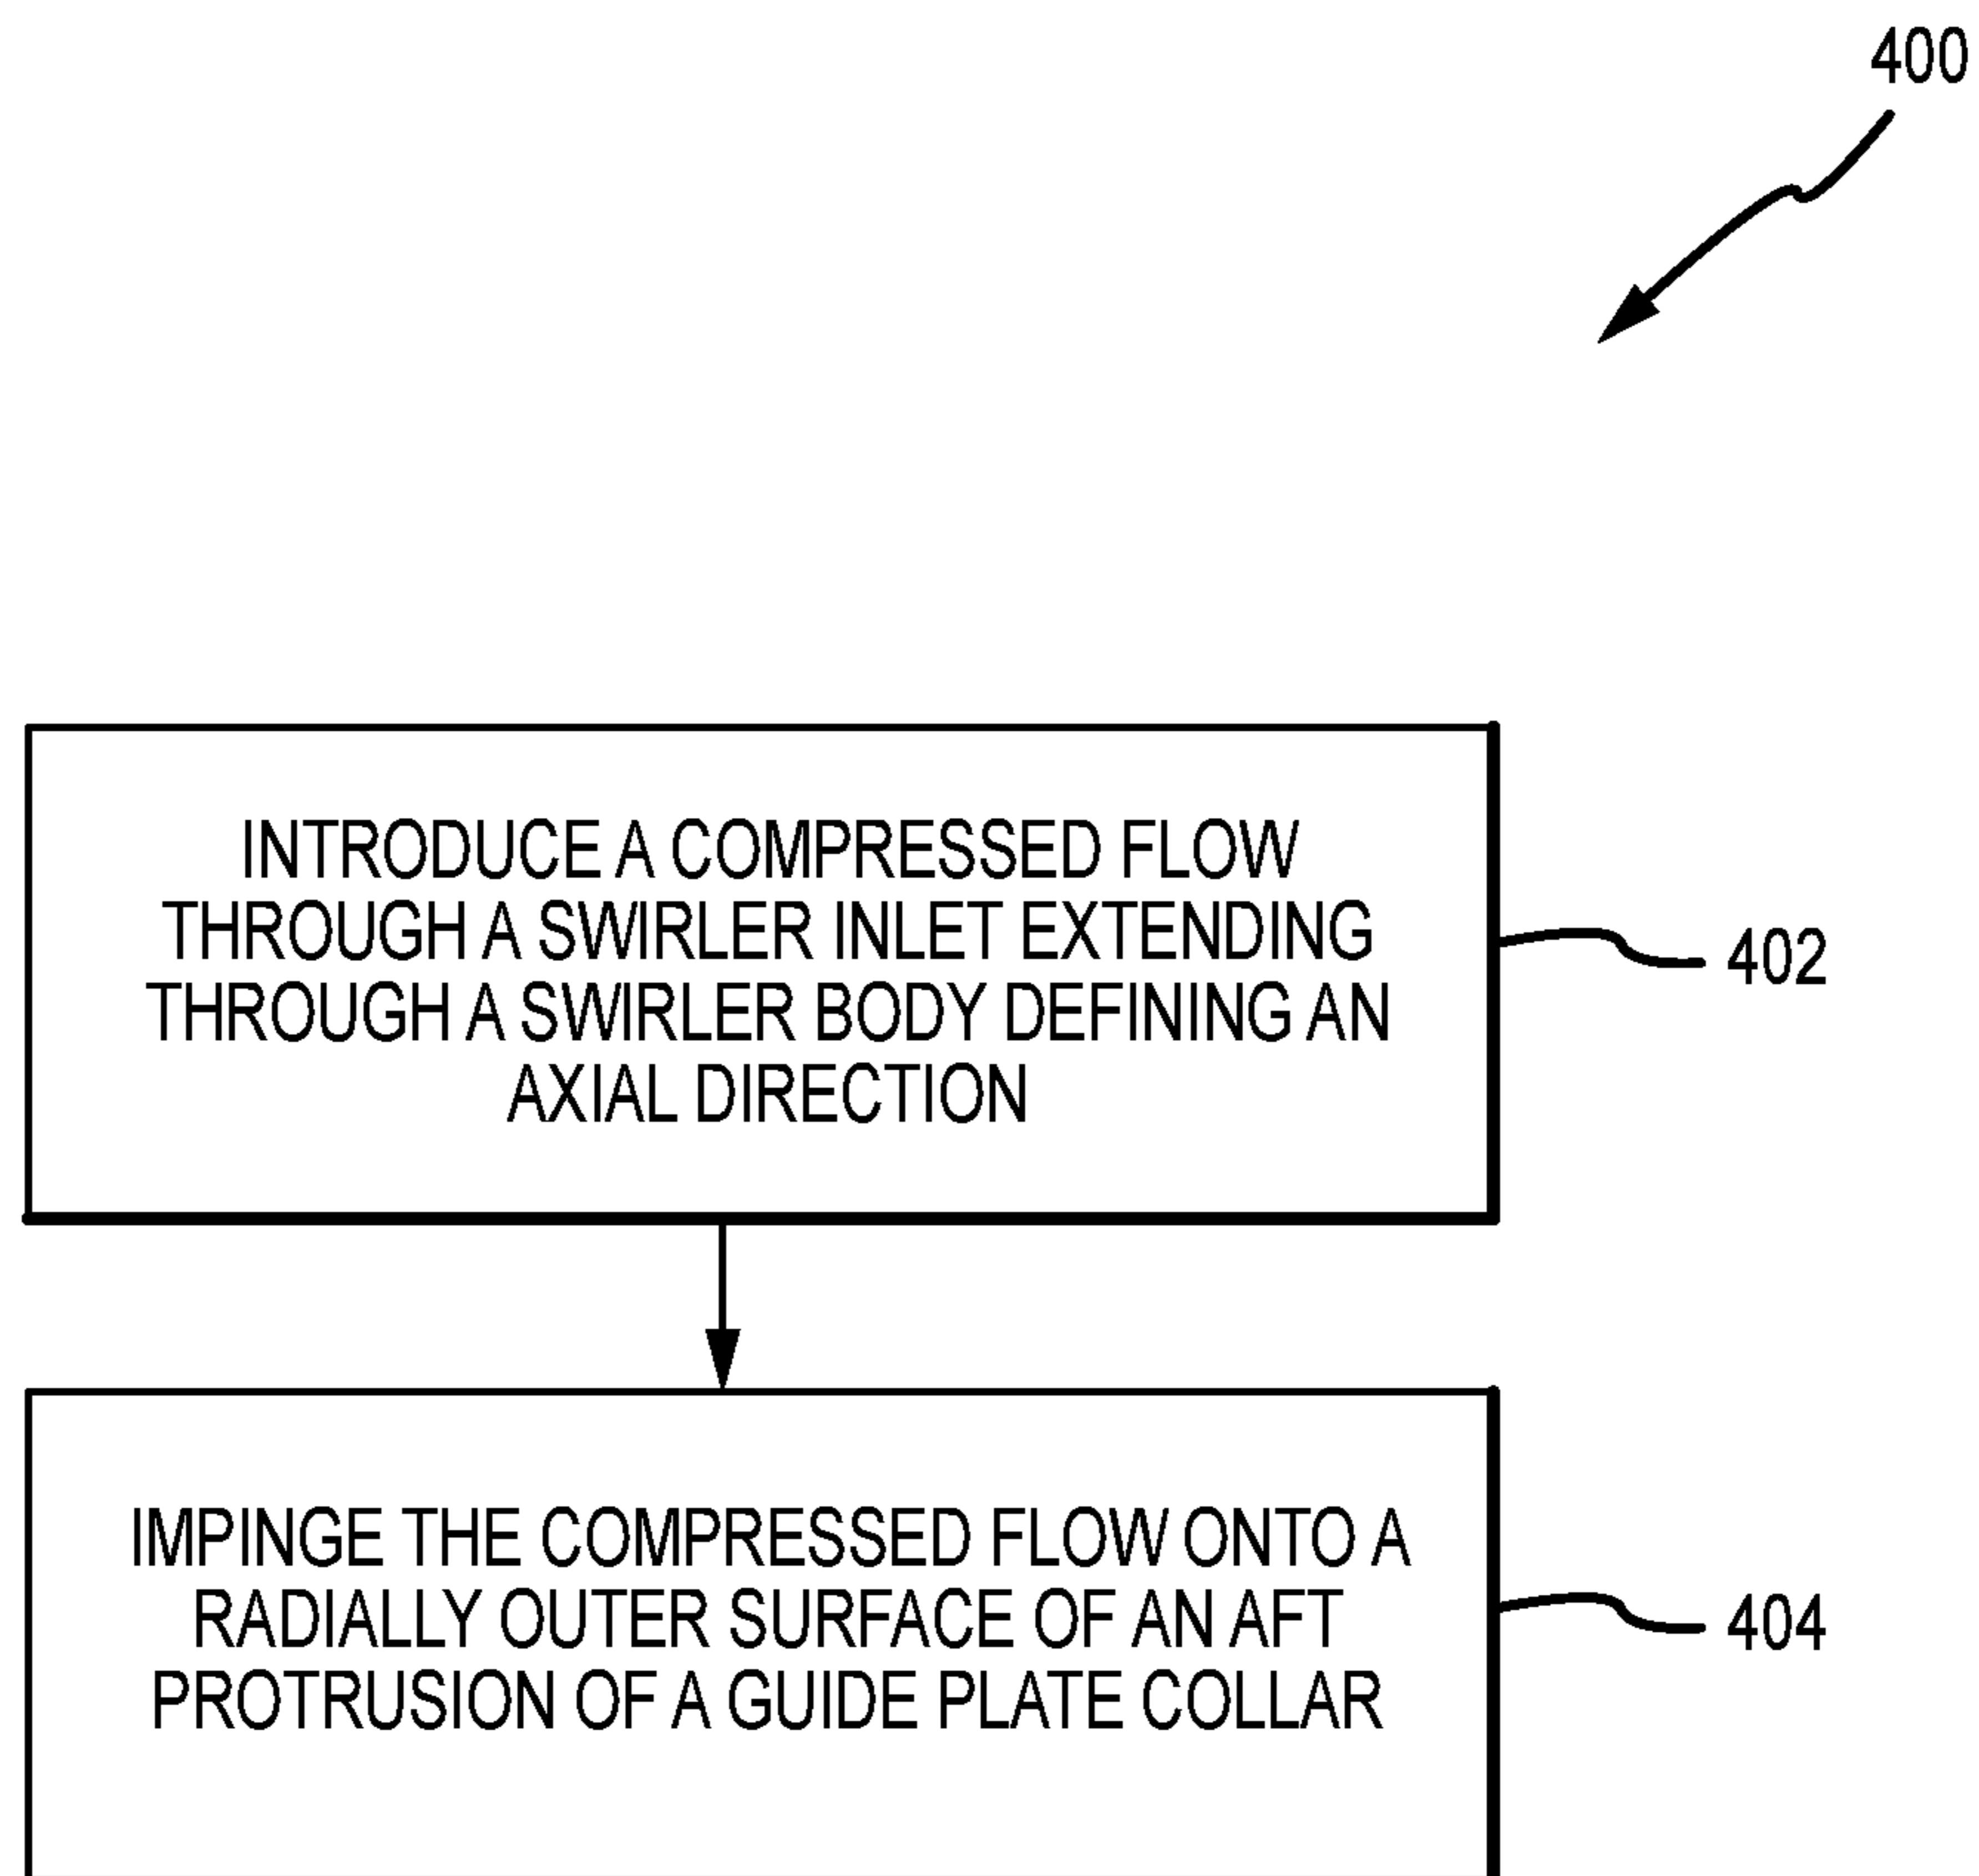 400
INTRODUCE A COMPRESSED FLOW
THROUGH A SWIRLER INLET EXTENDING
THROUGH A SWIRLER BODY DEFINING AN
AXIAL DIRECTION
402
IMPINGE THE COMPRESSED FLOW ONTO A
RADIALLY OUTER SURFACE OF AN AFT
PROTRUSION OF A GUIDE PLATE COLLAR
404